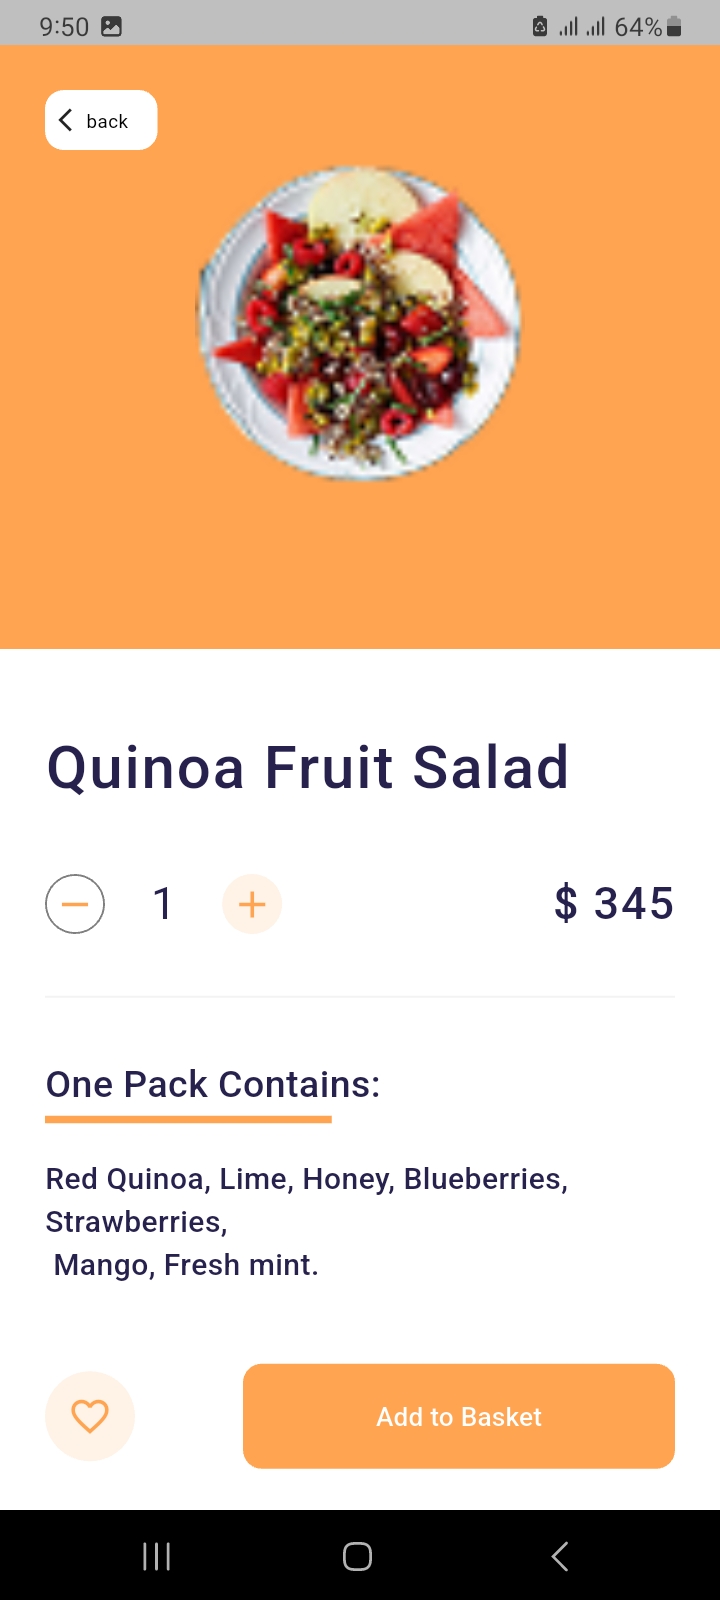 9:50 64%
back
Quinoa Fruit Salad
1 $ 345
One Pack Contains:
Red Quinoa, Lime, Honey, Blueberries,
Strawberries,
Mango, Fresh mint.
Add to Basket